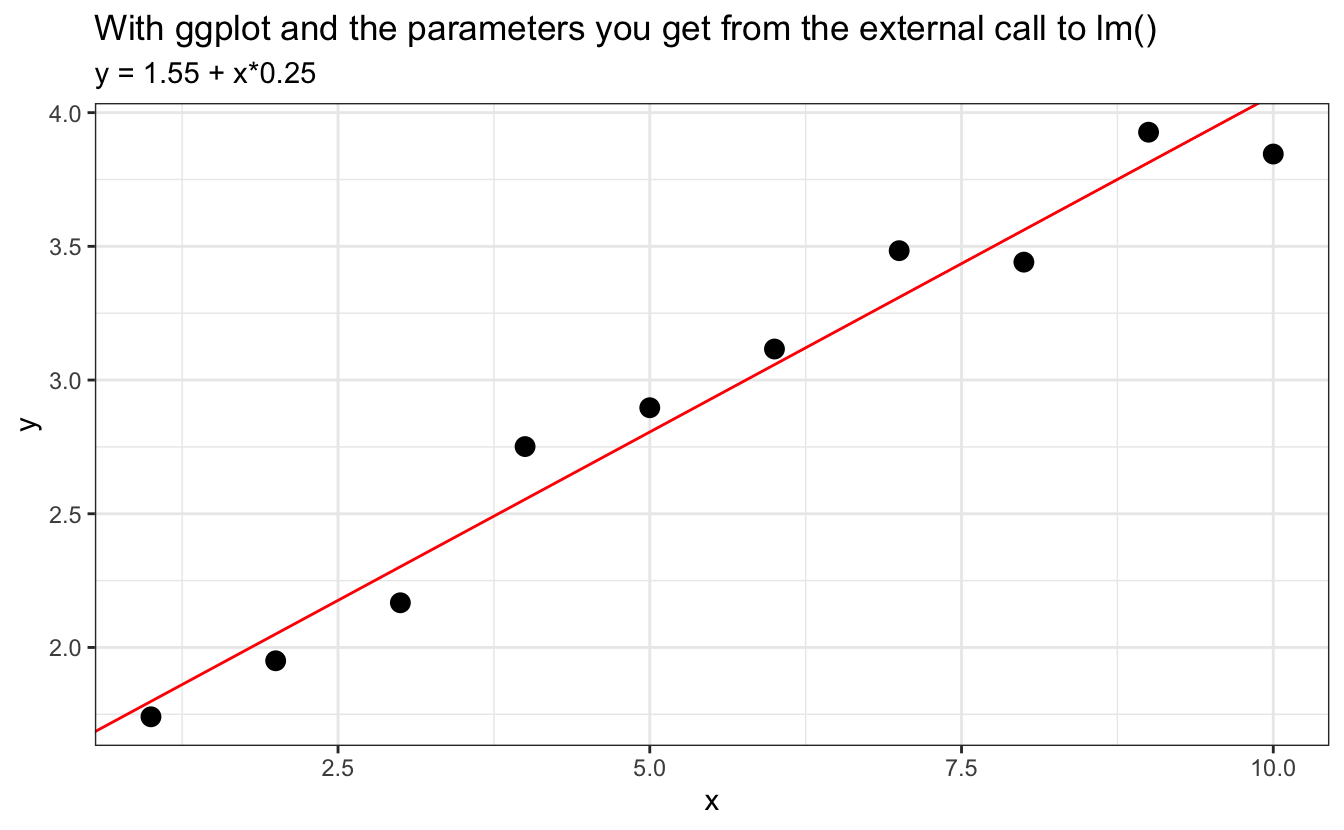 With ggplot and the parameters you get from the external call to lm()
y = 1.55 + x*0.25
4.0
3.5
3.0
2.5
2.0
y
2.5 5.0 7.5 10.0
x